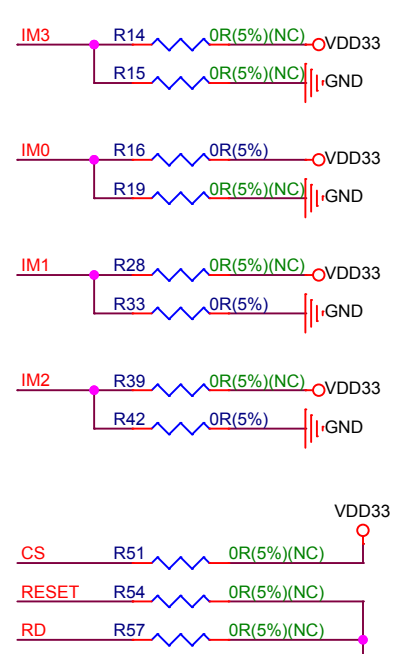 IM3 R14 0R(5%)(NC) VDD33
R15 0R(5%)(NC) GND
IM0 R16 0R(5%) VDD33
R19 0R(5%)(NC) GND
IM1 R28 0R(5%)(NC) VDD33
R33 0R(5%) GND
IM2 R39 0R(5%)(NC) VDD33
R42 0R(5%) GND
VDD33
CS R51 0R(5%)(NC)
RESET R54 0R(5%)(NC)
RD R57 0R(5%)(NC)